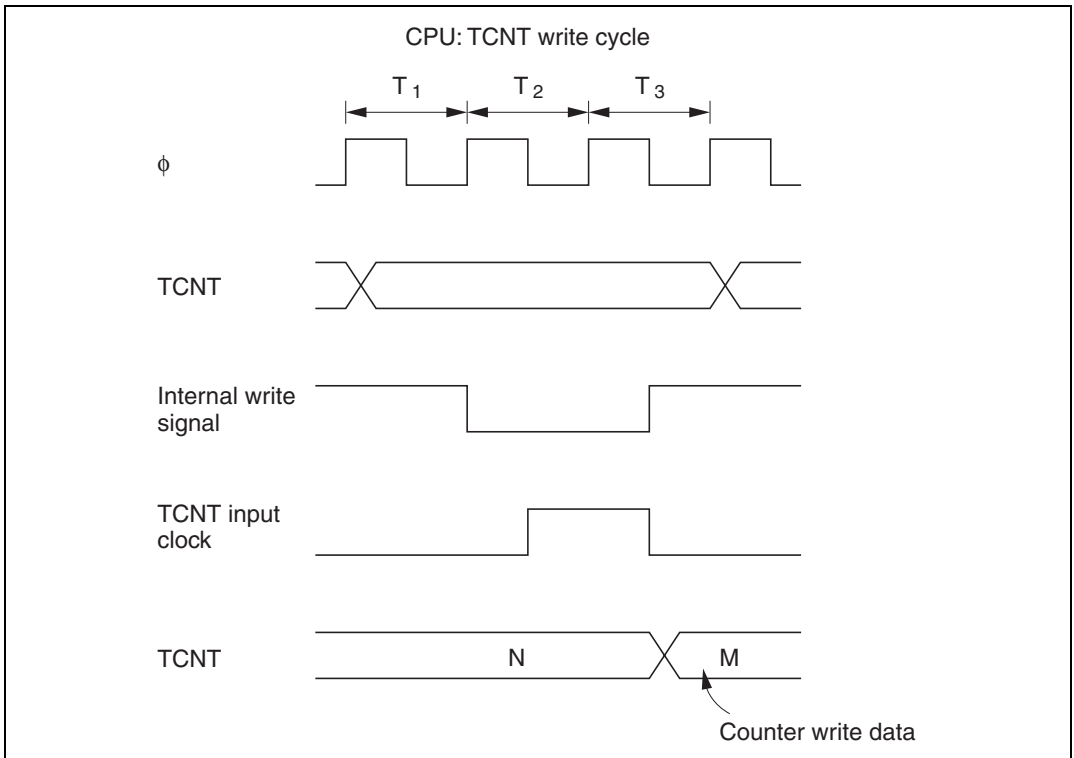 CPU: TCNT write cycle
T1 T2 T3
φ
TCNT
Internal write
signal
TCNT input
clock
TCNT
N M
Counter write data